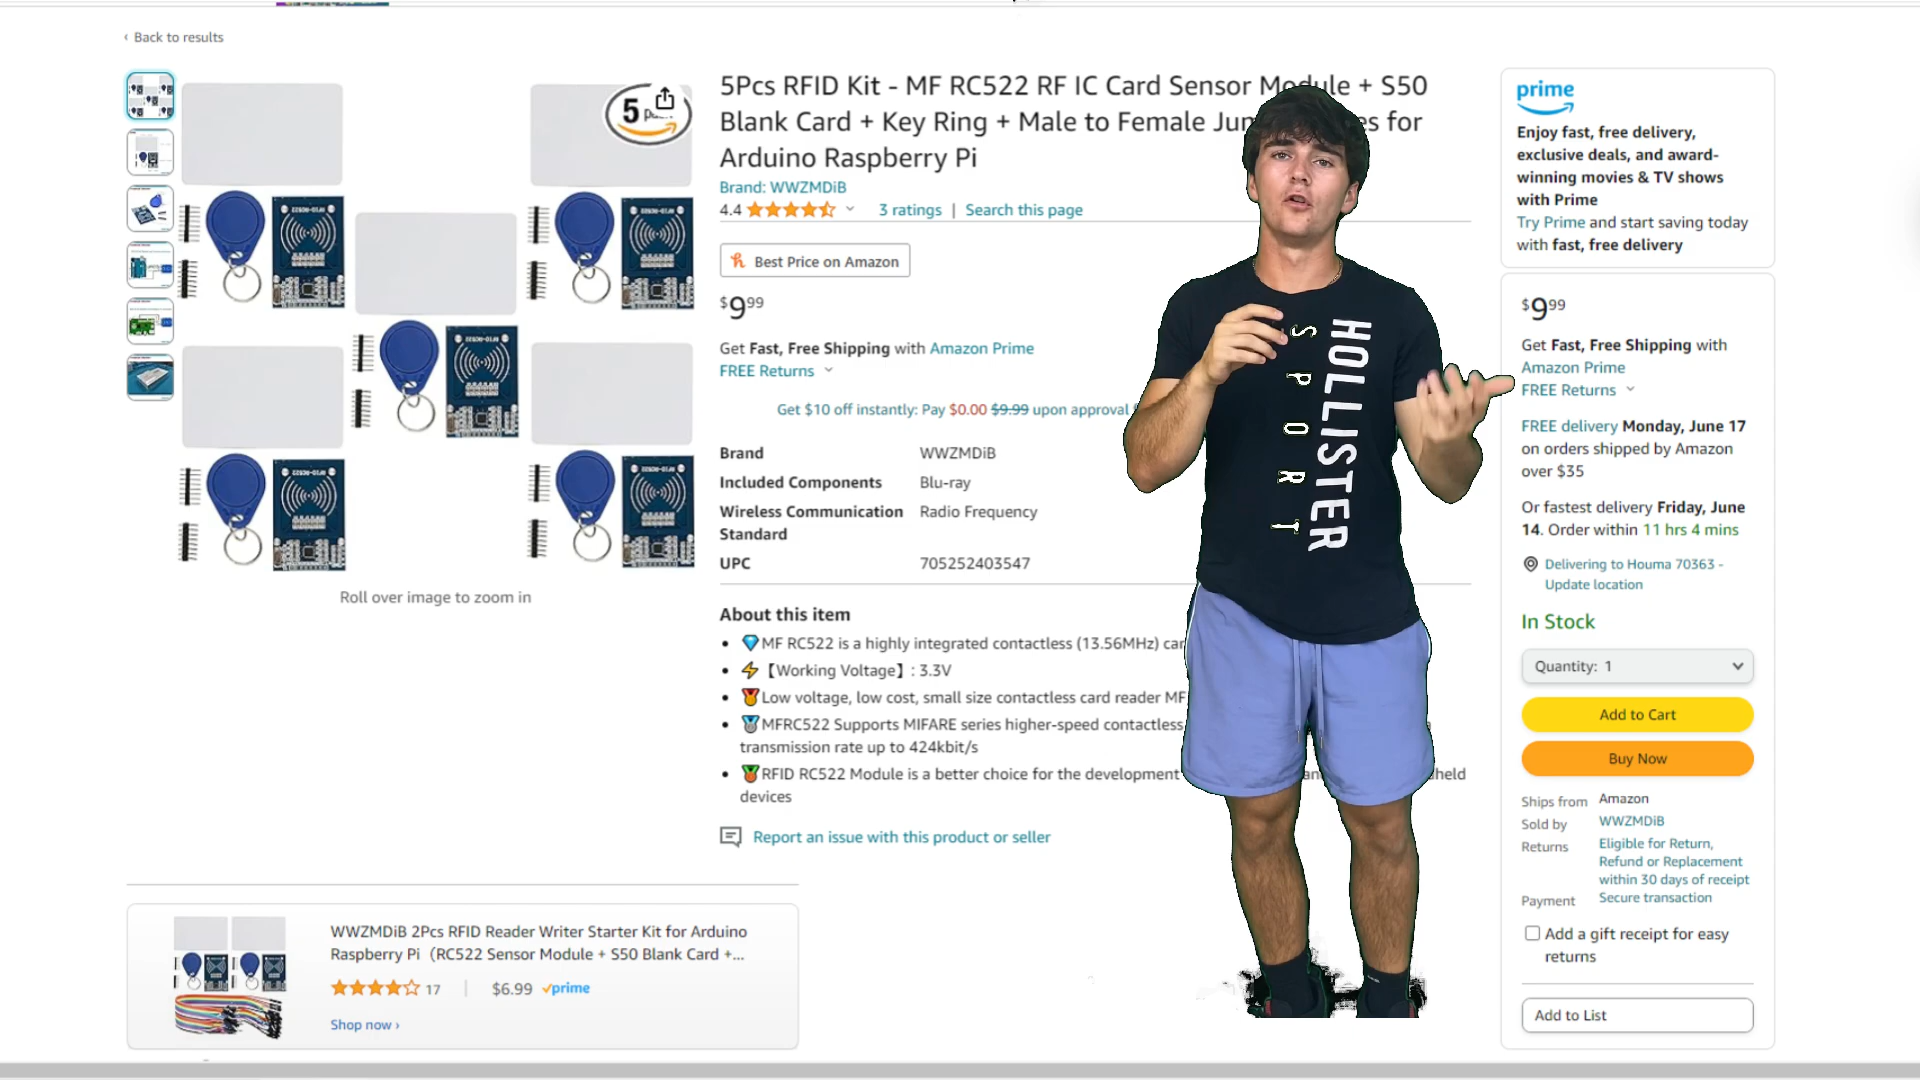 ‹ Back to results
5
5Pcs RFID Kit - MF RC522 RF IC Card Sensor Module + S50
Blank Card + Key Ring + Male to Female for
Arduino Raspberry Pi
Brand: WWZMDiB
4.4 3 ratings | Search this page
Best Price on Amazon
$9.99
Get Fast, Free Shipping with Amazon Prime
FREE Returns
Get $10 off instantly: Pay $0.00 $9.99 upon approval
Brand WWZMDiB
Included Components Blu-ray
Wireless Communication Radio Frequency
Standard
UPC 705252403547
Roll over image to zoom in
About this item
• 💎MF RC522 is a highly integrated contactless (13.56MHz)
• ⚡【Working Voltage】: 3.3V
• 🏅Low voltage, low cost, small size contactless card reader
• 🥈MFRC522 Supports MIFARE series higher-speed contactless
transmission rate up to 424kbit/s
• 🥉RFID RC522 Module is a better choice for the development
devices
Report an issue with this product or seller
WWZMDiB 2Pcs RFID Reader Writer Starter Kit for Arduino
Raspberry Pi（RC522 Sensor Module + S50 Blank Card +...
17 | $6.99 prime
Shop now ›
HOLLISTER
SPORT
prime
Enjoy fast, free delivery,
exclusive deals, and award-
winning movies & TV shows
with Prime
Try Prime and start saving today
with fast, free delivery
$9.99
Get Fast, Free Shipping with
Amazon Prime
FREE Returns
FREE delivery Monday, June 17
on orders shipped by Amazon
over $35
Or fastest delivery Friday, June
14. Order within 11 hrs 4 mins
Delivering to Houma 70363 -
Update location
In Stock
Quantity: 1
Add to Cart
Buy Now
Ships from Amazon
Sold by WWZMDiB
Returns Eligible for Return,
Refund or Replacement
within 30 days of receipt
Payment Secure transaction
Add a gift receipt for easy
returns
Add to List